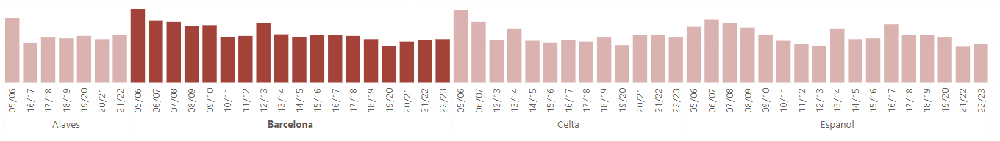 05/06 16/17 17/18 18/19 19/20 20/21 21/22 05/06 06/07 07/08 08/09 09/10 10/11 11/12 12/13 13/14 14/15 15/16 16/17 17/18 18/19 19/20 20/21 21/22 22/23 05/06 06/07 12/13 13/14 14/15 15/16 16/17 17/18 18/19 19/20 20/21 21/22 22/23 05/06 06/07 07/08 08/09 09/10 10/11 11/12 12/13 13/14 14/15 15/16 16/17 17/18 18/19 19/20 21/22 22/23
Alaves Barcelona Celta Espanol